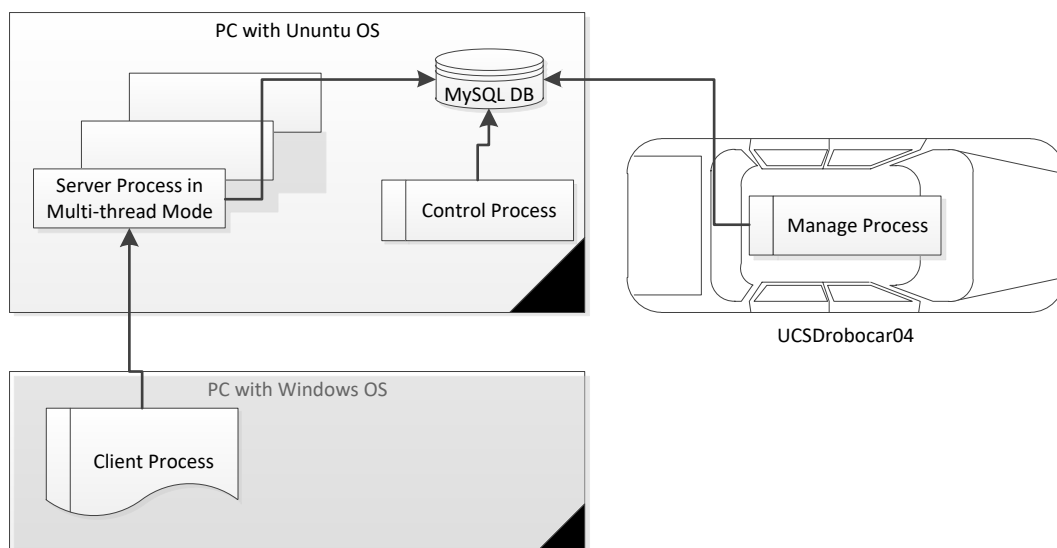 PC with Ununtu OS
MySQL DB
Server Process in
Multi-thread Mode
Control Process
Manage Process
UCSDrobocar04
PC with Windows OS
Client Process